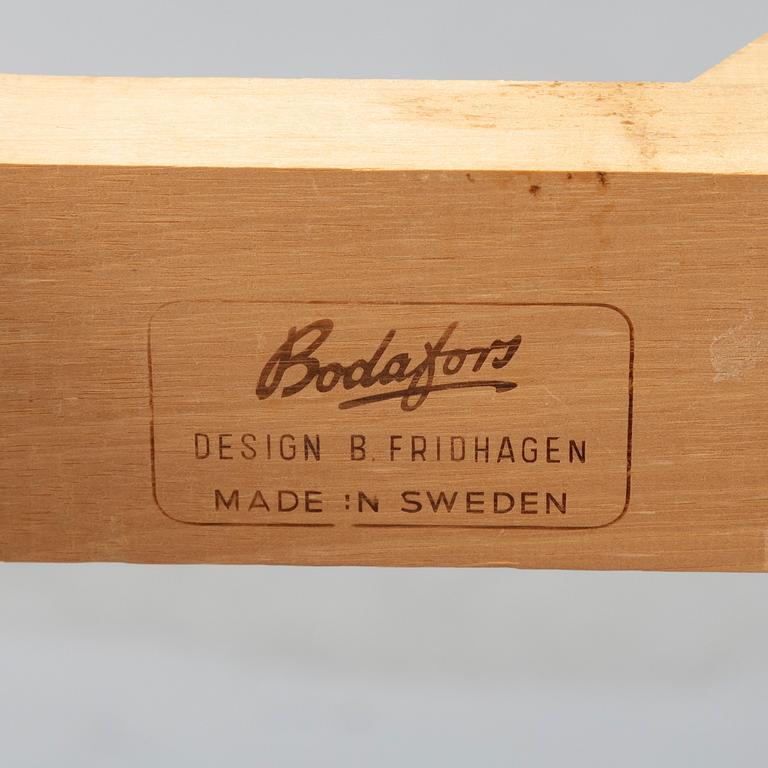 Bodafors
DESIGN B. FRIDHAGEN
MADE IN SWEDEN